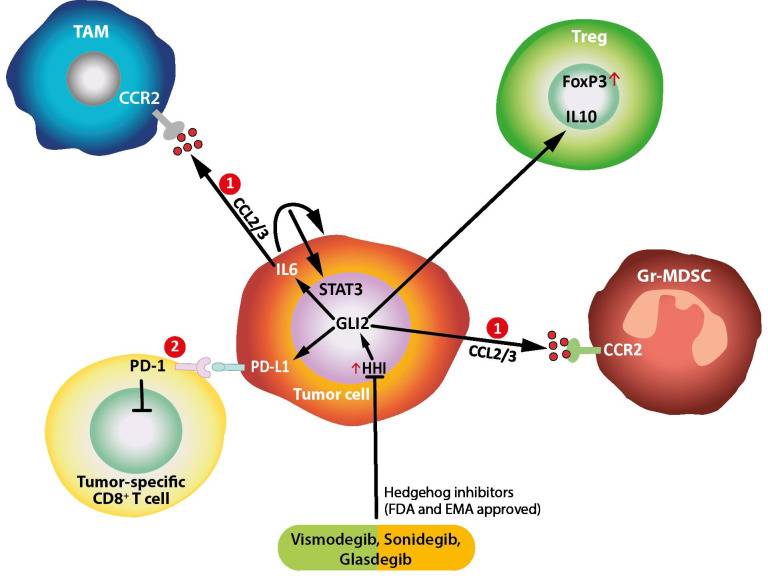 TAM
CCR2
Treg
FoxP3↑
IL10
1
CCL2/3
IL6
STAT3
GLI2
PD-L1
↑HHI
Tumor cell
1
CCL2/3
Gr-MDSC
CCR2
2
PD-1
Tumor-specific
CD8⁺ T cell
Hedgehog inhibitors
(FDA and EMA approved)
Vismodegib, Sonidegib,
Glasdegib